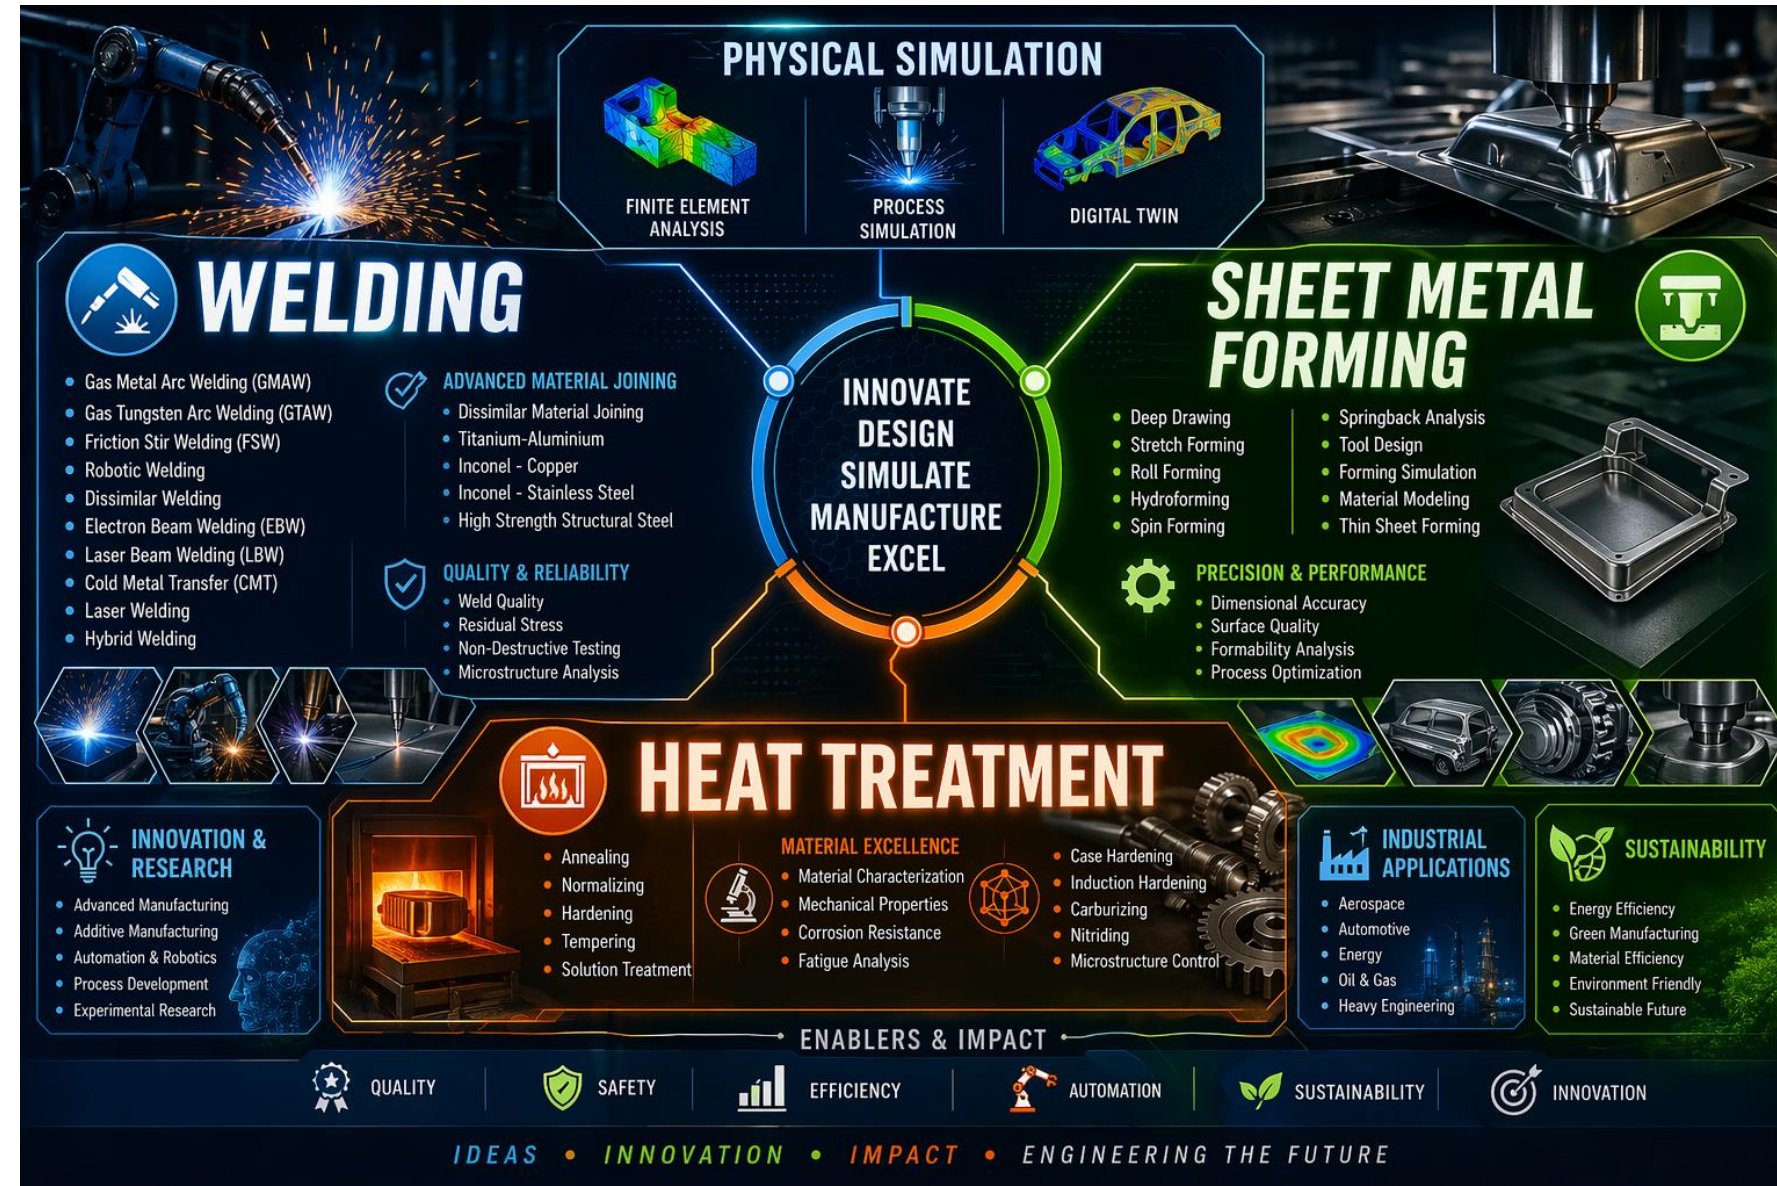 PHYSICAL SIMULATION
FINITE ELEMENT
ANALYSIS
PROCESS
SIMULATION
DIGITAL TWIN
WELDING
Gas Metal Arc Welding (GMAW)
Gas Tungsten Arc Welding (GTAW)
Friction Stir Welding (FSW)
Robotic Welding
Dissimilar Welding
Electron Beam Welding (EBW)
Laser Beam Welding (LBW)
Cold Metal Transfer (CMT)
Laser Welding
Hybrid Welding
ADVANCED MATERIAL JOINING
Dissimilar Material Joining
Titanium-Aluminium
Inconel - Copper
Inconel - Stainless Steel
High Strength Structural Steel
QUALITY & RELIABILITY
Weld Quality
Residual Stress
Non-Destructive Testing
Microstructure Analysis
INNOVATE
DESIGN
SIMULATE
MANUFACTURE
EXCEL
SHEET METAL
FORMING
Deep Drawing
Stretch Forming
Roll Forming
Hydroforming
Spin Forming
Springback Analysis
Tool Design
Forming Simulation
Material Modeling
Thin Sheet Forming
PRECISION & PERFORMANCE
Dimensional Accuracy
Surface Quality
Formability Analysis
Process Optimization
HEAT TREATMENT
Annealing
Normalizing
Hardening
Tempering
Solution Treatment
MATERIAL EXCELLENCE
Material Characterization
Mechanical Properties
Corrosion Resistance
Fatigue Analysis
Case Hardening
Induction Hardening
Carburizing
Nitriding
Microstructure Control
INNOVATION &
RESEARCH
Advanced Manufacturing
Additive Manufacturing
Automation & Robotics
Process Development
Experimental Research
INDUSTRIAL
APPLICATIONS
Aerospace
Automotive
Energy
Oil & Gas
Heavy Engineering
SUSTAINABILITY
Energy Efficiency
Green Manufacturing
Material Efficiency
Environment Friendly
Sustainable Future
ENABLERS & IMPACT
QUALITY
SAFETY
EFFICIENCY
AUTOMATION
SUSTAINABILITY
INNOVATION
IDEAS • INNOVATION • IMPACT • ENGINEERING THE FUTURE